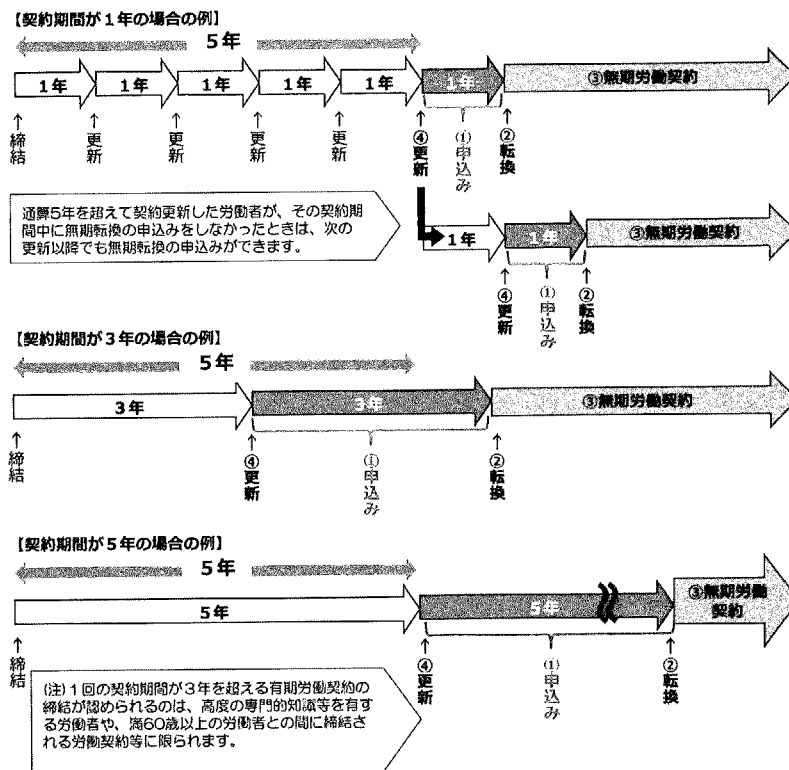 【契約期間が１年の場合の例】
５年
１年 １年 １年 １年 １年 １年 ③無期労働契約
↑締結 ↑更新 ↑更新 ↑更新 ↑更新 ↑④更新 ①申込み ↑②転換
通算5年を超えて契約更新した労働者が、その契約期
間中に無期転換の申込みをしなかったときは、次の
更新以降でも無期転換の申込みができます。
１年 １年 ③無期労働契約
↑④更新 ①申込み ↑②転換
【契約期間が３年の場合の例】
５年
３年 ３年 ③無期労働契約
↑締結 ↑④更新 ①申込み ↑②転換
【契約期間が５年の場合の例】
５年
５年 ５年 ③無期労働
契約
↑締結 ↑④更新 ①申込み ↑②転換
(注)１回の契約期間が３年を超える有期労働契約の
締結が認められるのは、高度の専門的知識等を有す
る労働者や、満60歳以上の労働者との間に締結さ
れる労働契約等に限られます。